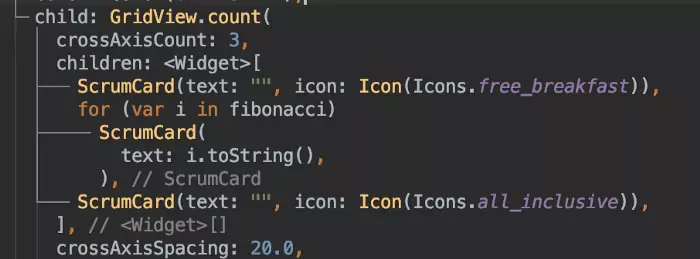 child: GridView.count(
crossAxisCount: 3,
children: <Widget>[
ScrumCard(text: "", icon: Icon(Icons.free_breakfast)),
for (var i in fibonacci)
ScrumCard(
text: i.toString(),
), // ScrumCard
ScrumCard(text: "", icon: Icon(Icons.all_inclusive)),
], // <Widget>[]
crossAxisSpacing: 20.0,